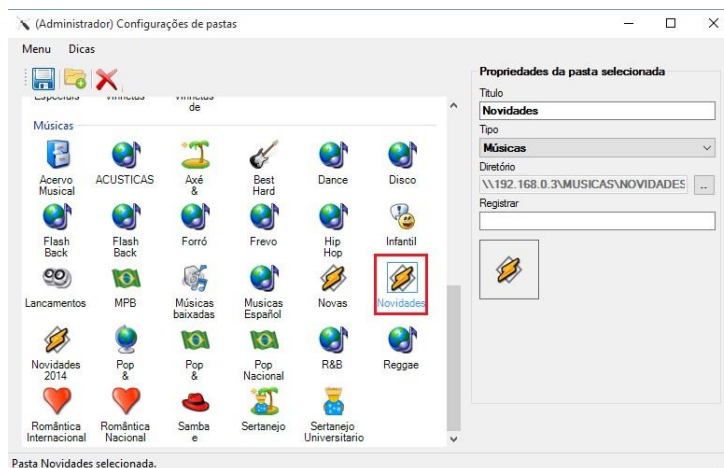 (Administrador) Configurações de pastas
Menu Dicas
Especiais Vinhetas Vinhetas
de
Músicas
Acervo Musical
ACUSTICAS
Axé &
Best Hard
Dance
Disco
Flash Back
Flash Back
Forró
Frevo
Hip Hop
Infantil
Lancamentos
MPB
Músicas baixadas
Musicas Español
Novas
Novidades
Novidades 2014
Pop &
Pop &
Pop Nacional
R&B
Reggae
Romântica Internacional
Romântica Nacional
Samba e
Sertanejo
Sertanejo Universitario
Propriedades da pasta selecionada
Título
Novidades
Tipo
Músicas
Diretório
\\192.168.0.3\MUSICAS\NOVIDADES
..
Registrar
Pasta Novidades selecionada.